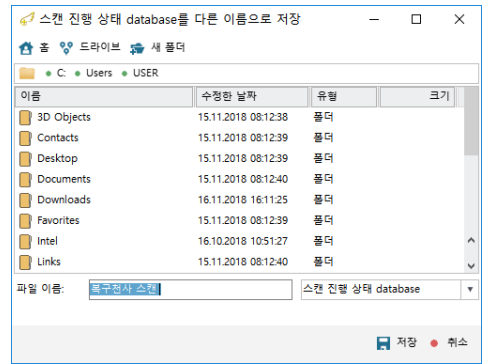 스캔 진행 상태 database를 다른 이름으로 저장
홈 드라이브 새 폴더
C: Users USER
이름 수정한 날짜 유형 크기
3D Objects 15.11.2018 08:12:38 폴더
Contacts 15.11.2018 08:12:39 폴더
Desktop 15.11.2018 08:12:39 폴더
Documents 15.11.2018 08:12:40 폴더
Downloads 16.11.2018 16:11:25 폴더
Favorites 15.11.2018 08:12:39 폴더
Intel 16.10.2018 10:51:27 폴더
Links 15.11.2018 08:12:40 폴더
파일 이름: 복구전사 스캔 스캔 진행 상태 database
저장 취소